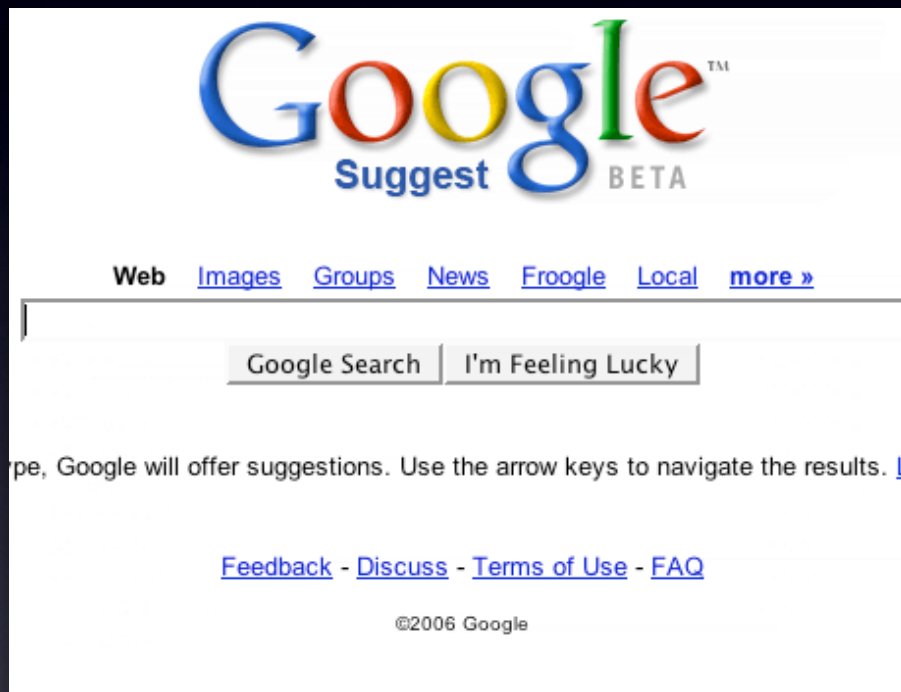 Google™
Suggest BETA
Web Images Groups News Froogle Local more »
Google Search I'm Feeling Lucky
ype, Google will offer suggestions. Use the arrow keys to navigate the results.
Feedback - Discuss - Terms of Use - FAQ
©2006 Google